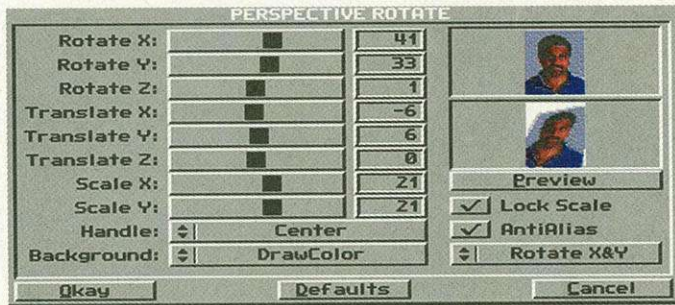 PERSPECTIVE ROTATE
Rotate X: 41
Rotate Y: 33
Rotate Z: 1
Translate X: -6
Translate Y: 6
Translate Z: 0
Scale X: 21
Scale Y: 21
Handle: Center
Background: DrawColor
Preview
Lock Scale
AntiAlias
Rotate X&Y
Okay Defaults Cancel